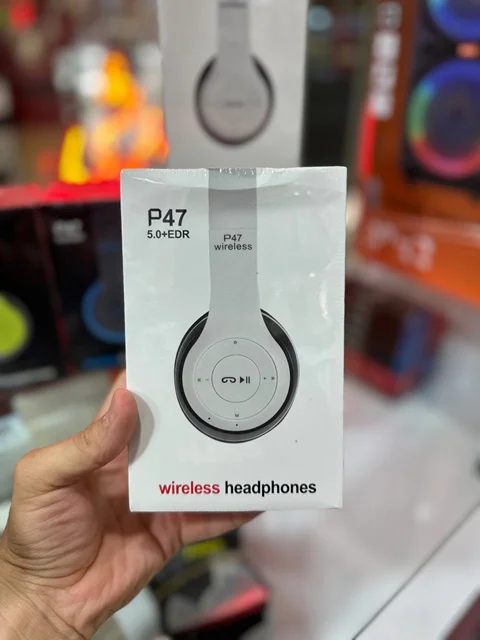 P47
5.0+EDR
P47
wireless
wireless headphones